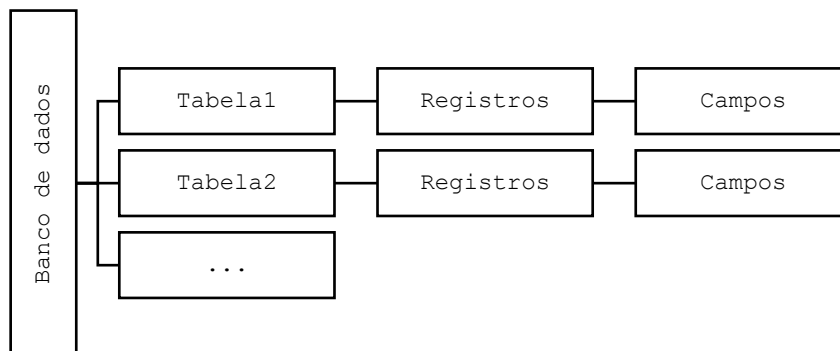 Banco de dados
Tabela1
Registros
Campos
Tabela2
Registros
Campos
...